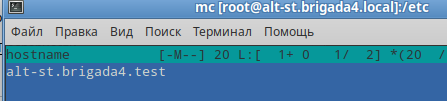 mc [root@alt-st.brigada4.local]:/etc
Файл Правка Вид Поиск Терминал Помощь
hostname [-M--] 20 L:[ 1+ 0 1/ 2] *(20 /
alt-st.brigada4.test